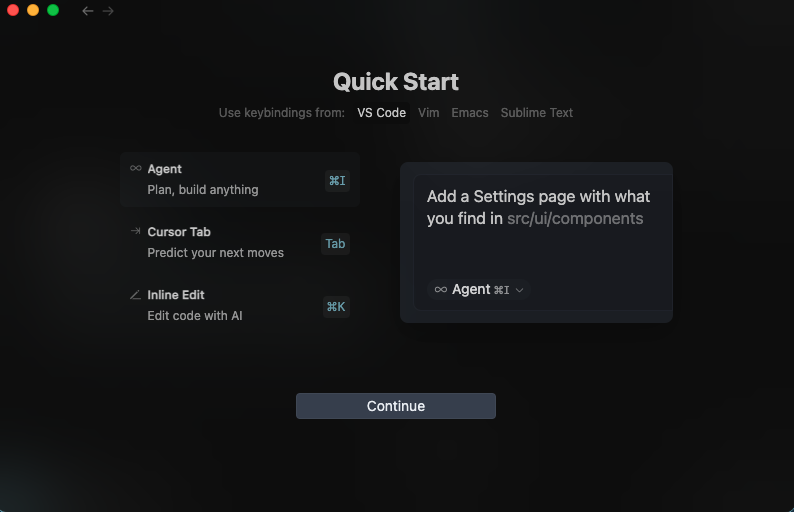 Quick Start
Use keybindings from: VS Code Vim Emacs Sublime Text
Agent
Plan, build anything
⌘I
Cursor Tab
Predict your next moves
Tab
Inline Edit
Edit code with AI
⌘K
Add a Settings page with what
you find in src/ui/components
Agent ⌘I
Continue